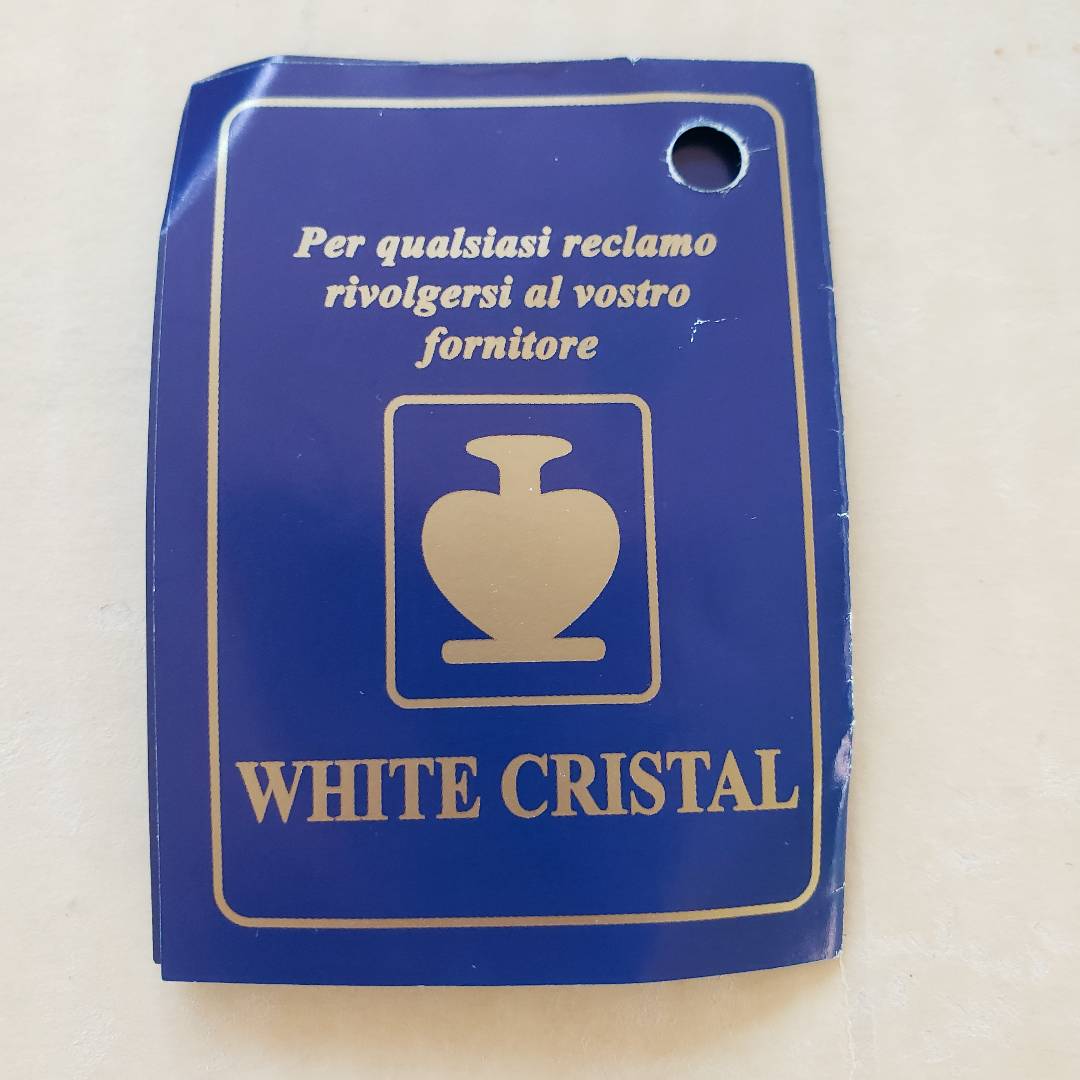 Per qualsiasi reclamo
rivolgersi al vostro
fornitore
WHITE CRISTAL